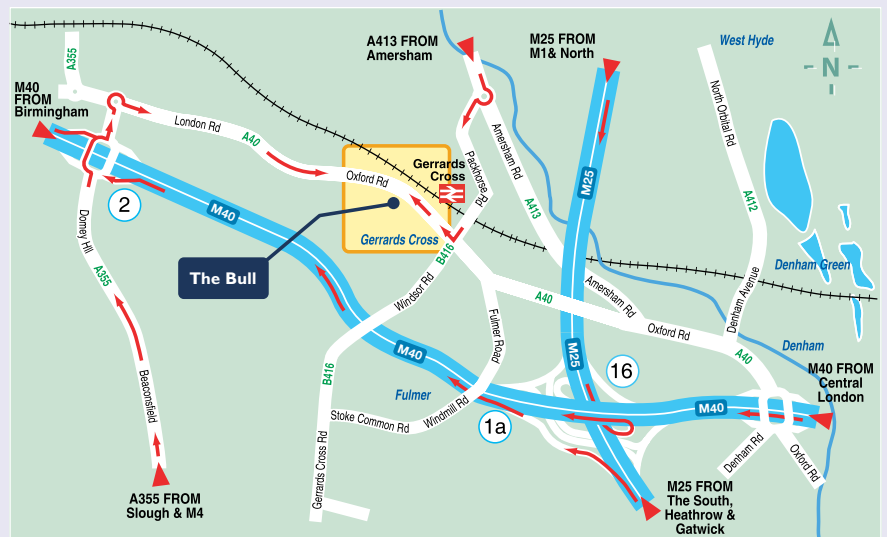 A355
M40
FROM
Birmingham
London Rd
A40
2
Dorney Hill
A355
Beaconsfield
A355 FROM
Slough & M4
A413 FROM
Amersham
M25 FROM
M1& North
West Hyde
N
North Orbital Rd
A412
Denham Green
Denham Avenue
Denham
Oxford Rd
Gerrards
Cross
Gerrards Cross
The Bull
Packhorse Rd
Amersham Rd
A413
M25
Amersham Rd
A40
Oxford Rd
A40
M40
B416
Windsor Rd
Fulmer Road
M40
M25
16
B416
Fulmer
Stoke Common Rd
Windmill Rd
1a
Gerrards Cross Rd
M40
M40 FROM
Central
London
Denham Rd
Oxford Rd
M25 FROM
The South,
Heathrow &
Gatwick